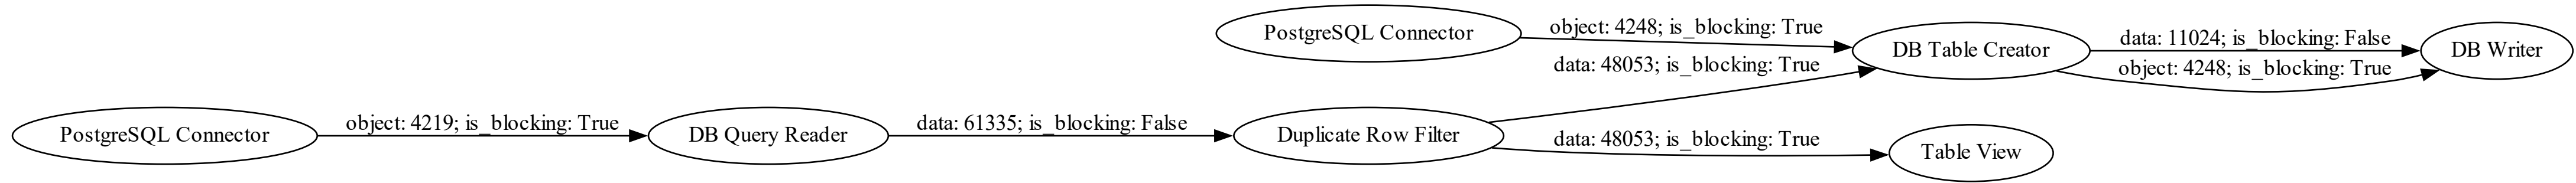 PostgreSQL Connector
object: 4248; is_blocking: True
DB Table Creator
data: 11024; is_blocking: False
DB Writer
object: 4248; is_blocking: True
data: 48053; is_blocking: True
PostgreSQL Connector
object: 4219; is_blocking: True
DB Query Reader
data: 61335; is_blocking: False
Duplicate Row Filter
data: 48053; is_blocking: True
Table View